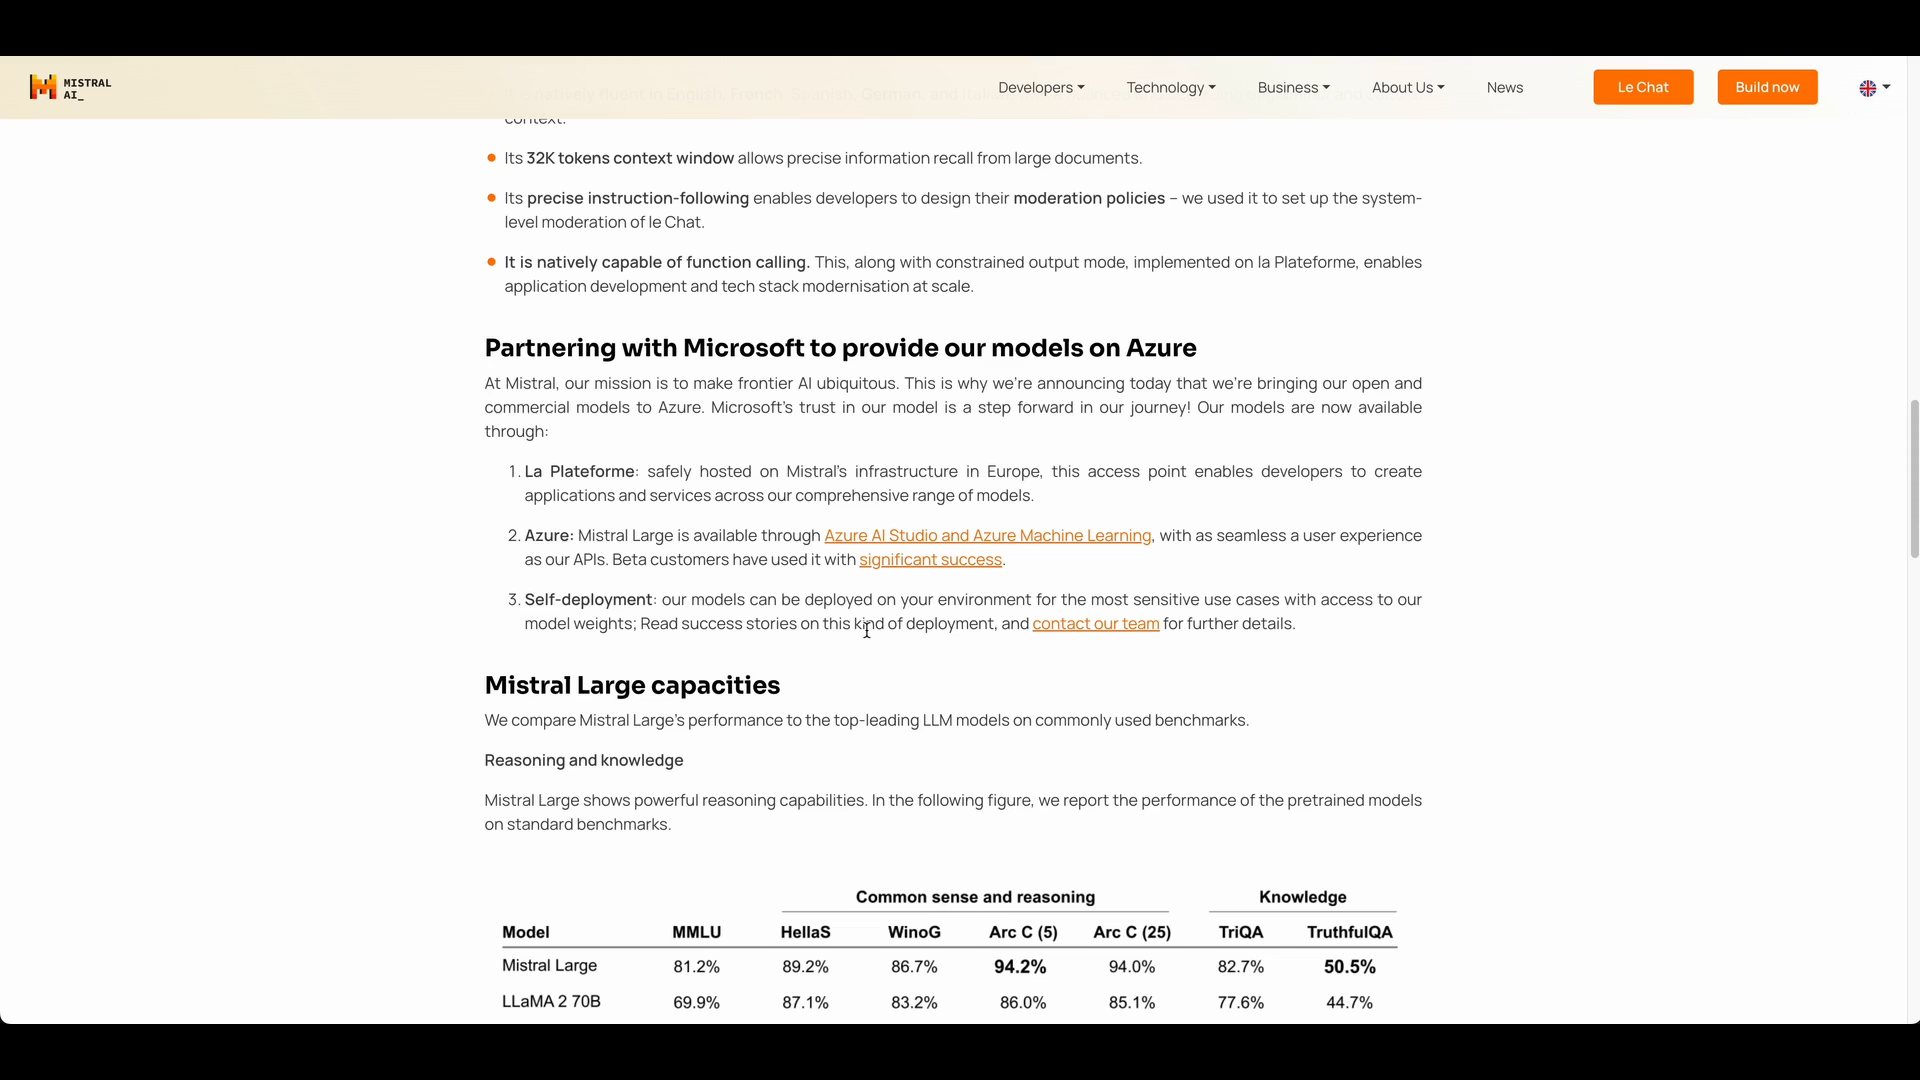 MISTRAL
AI_
Developers
Technology
Business
About Us
News
Le Chat
Build now
context.
Its 32K tokens context window allows precise information recall from large documents.
Its precise instruction-following enables developers to design their moderation policies – we used it to set up the system-
level moderation of le Chat.
It is natively capable of function calling. This, along with constrained output mode, implemented on la Plateforme, enables
application development and tech stack modernisation at scale.
Partnering with Microsoft to provide our models on Azure
At Mistral, our mission is to make frontier AI ubiquitous. This is why we're announcing today that we're bringing our open and
commercial models to Azure. Microsoft's trust in our model is a step forward in our journey! Our models are now available
through:
1. La Plateforme: safely hosted on Mistral's infrastructure in Europe, this access point enables developers to create
applications and services across our comprehensive range of models.
2. Azure: Mistral Large is available through Azure AI Studio and Azure Machine Learning, with as seamless a user experience
as our APIs. Beta customers have used it with significant success.
3. Self-deployment: our models can be deployed on your environment for the most sensitive use cases with access to our
model weights; Read success stories on this kind of deployment, and contact our team for further details.
Mistral Large capacities
We compare Mistral Large's performance to the top-leading LLM models on commonly used benchmarks.
Reasoning and knowledge
Mistral Large shows powerful reasoning capabilities. In the following figure, we report the performance of the pretrained models
on standard benchmarks.
Common sense and reasoning Knowledge
Model MMLU HellaS WinoG Arc C (5) Arc C (25) TriQA TruthfulQA
Mistral Large 81.2% 89.2% 86.7% 94.2% 94.0% 82.7% 50.5%
LLaMA 2 70B 69.9% 87.1% 83.2% 86.0% 85.1% 77.6% 44.7%